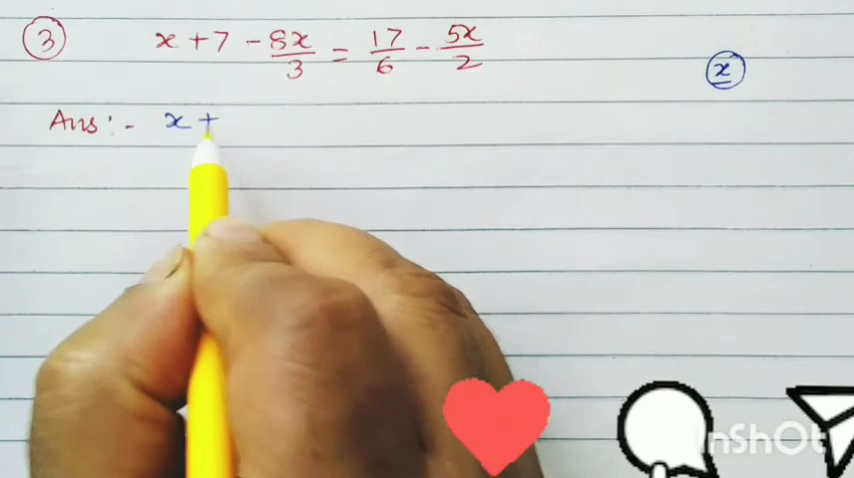 3 x + 7 - 8x/3 = 17/6 - 5x/2
x
Ans:- x +
InShOt